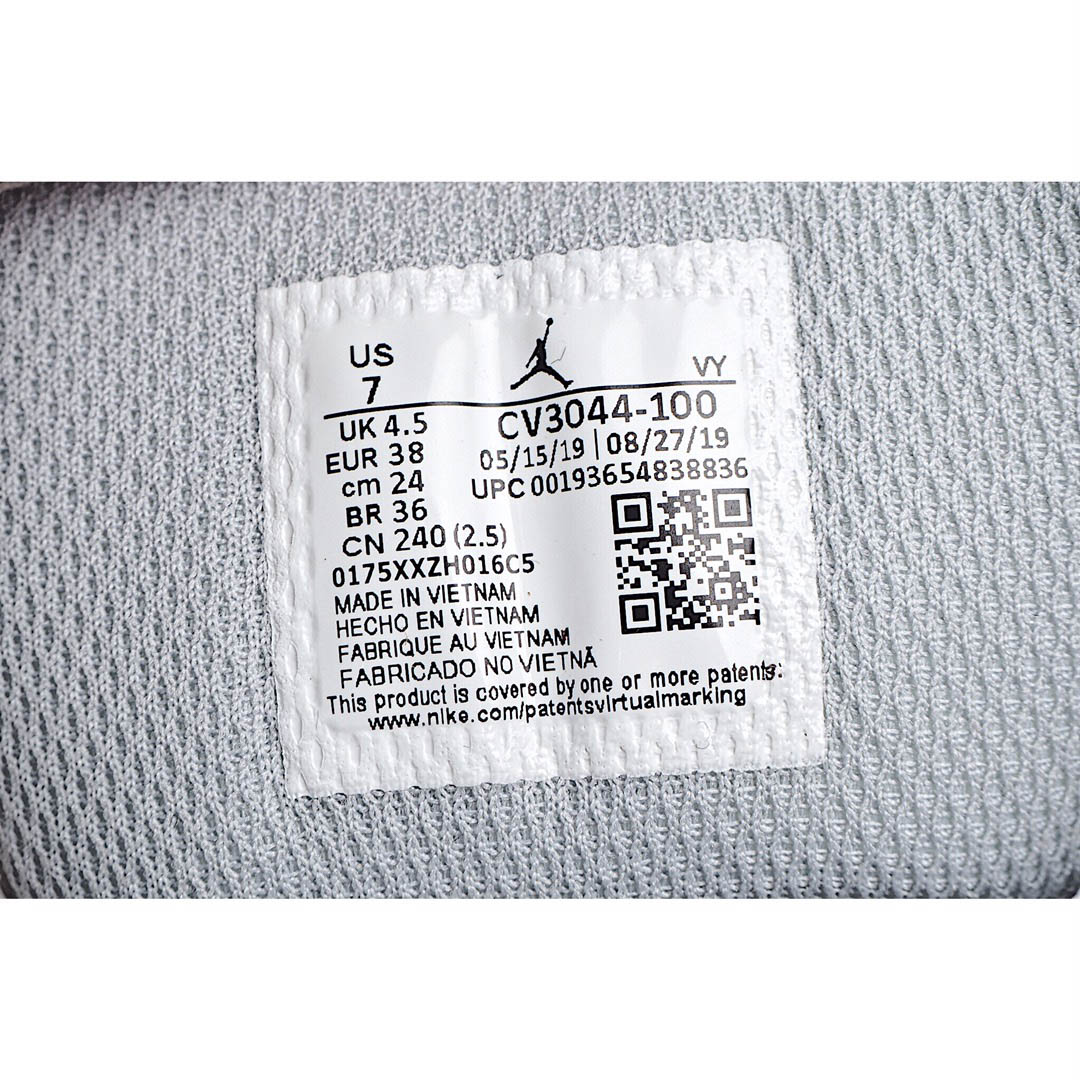 US
7
VY
UK 4.5
EUR 38
cm 24
BR 36
CN 240 (2.5)
CV3044-100
05/15/19 | 08/27/19
UPC 00193654838836
0175XXZH016C5
MADE IN VIETNAM
HECHO EN VIETNAM
FABRIQUE AU VIETNAM
FABRICADO NO VIETNÃ
This product is covered by one or more patents:
www.nike.com/patentsvirtualmarking